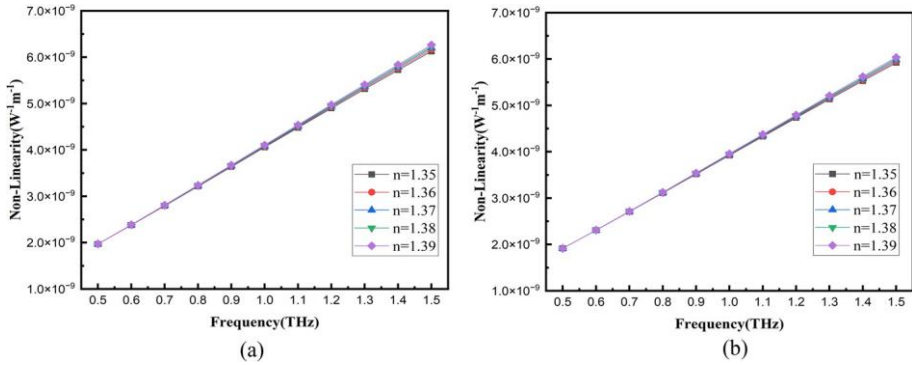 7.0×10⁻⁹
6.0×10⁻⁹
5.0×10⁻⁹
4.0×10⁻⁹
3.0×10⁻⁹
2.0×10⁻⁹
1.0×10⁻⁹
Non-Linearity(W⁻¹m⁻¹)
n=1.35
n=1.36
n=1.37
n=1.38
n=1.39
0.5 0.6 0.7 0.8 0.9 1.0 1.1 1.2 1.3 1.4 1.5
Frequency(THz)
(a)
7.0×10⁻⁹
6.0×10⁻⁹
5.0×10⁻⁹
4.0×10⁻⁹
3.0×10⁻⁹
2.0×10⁻⁹
1.0×10⁻⁹
Non-Linearity(W⁻¹m⁻¹)
n=1.35
n=1.36
n=1.37
n=1.38
n=1.39
0.5 0.6 0.7 0.8 0.9 1.0 1.1 1.2 1.3 1.4 1.5
Frequency(THz)
(b)